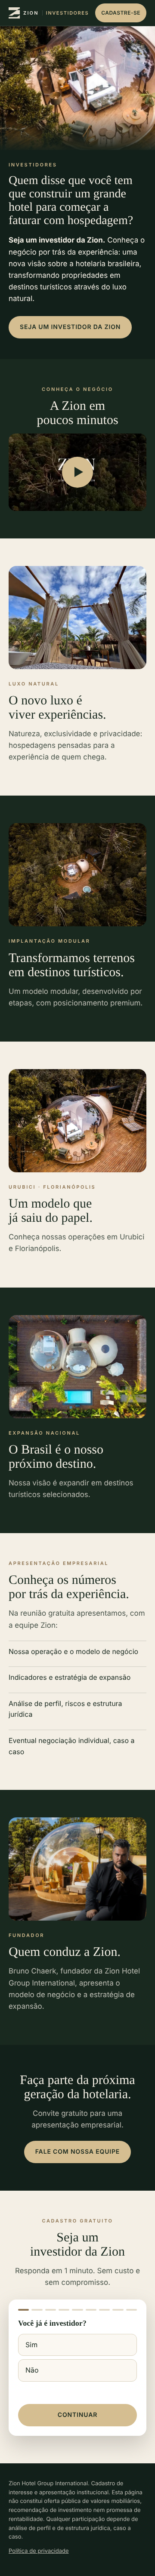 ZION
INVESTIDORES
CADASTRE-SE
INVESTIDORES
Quem disse que você tem
que construir um grande
hotel para começar a
faturar com hospedagem?
Seja um investidor da Zion. Conheça o
negócio por trás da experiência: uma
nova visão sobre a hotelaria brasileira,
transformando propriedades em
destinos turísticos através do luxo
natural.
SEJA UM INVESTIDOR DA ZION
CONHEÇA O NEGÓCIO
A Zion em
poucos minutos
LUXO NATURAL
O novo luxo é
viver experiências.
Natureza, exclusividade e privacidade:
hospedagens pensadas para a
experiência de quem chega.
IMPLANTAÇÃO MODULAR
Transformamos terrenos
em destinos turísticos.
Um modelo modular, desenvolvido por
etapas, com posicionamento premium.
URUBICI · FLORIANÓPOLIS
Um modelo que
já saiu do papel.
Conheça nossas operações em Urubici
e Florianópolis.
EXPANSÃO NACIONAL
O Brasil é o nosso
próximo destino.
Nossa visão é expandir em destinos
turísticos selecionados.
APRESENTAÇÃO EMPRESARIAL
Conheça os números
por trás da experiência.
Na reunião gratuita apresentamos, com
a equipe Zion:
Nossa operação e o modelo de negócio
Indicadores e estratégia de expansão
Análise de perfil, riscos e estrutura
jurídica
Eventual negociação individual, caso a
caso
FUNDADOR
Quem conduz a Zion.
Bruno Chaerk, fundador da Zion Hotel
Group International, apresenta o
modelo de negócio e a estratégia de
expansão.
Faça parte da próxima
geração da hotelaria.
Convite gratuito para uma
apresentação empresarial.
FALE COM NOSSA EQUIPE
CADASTRO GRATUITO
Seja um
investidor da Zion
Responda em 1 minuto. Sem custo e
sem compromisso.
Você já é investidor?
Sim
Não
CONTINUAR
Zion Hotel Group International. Cadastro de
interesse e apresentação institucional. Esta página
não constitui oferta pública de valores mobiliários,
recomendação de investimento nem promessa de
rentabilidade. Qualquer participação depende de
análise de perfil e de estrutura jurídica, caso a
caso.
Política de privacidade